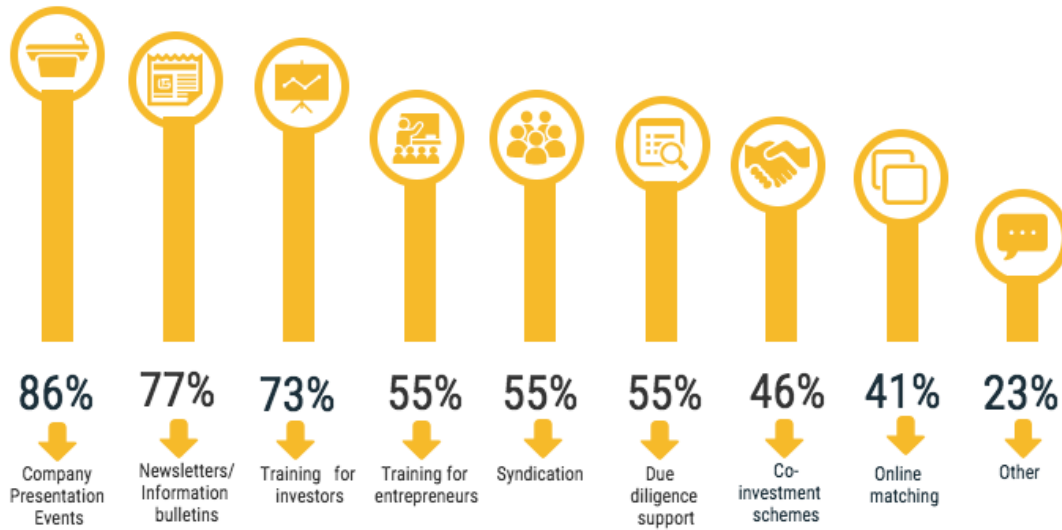 86%
77%
73%
55%
55%
55%
46%
41%
23%
Company
Presentation
Events
Newsletters/
Information
bulletins
Training for
investors
Training for
entrepreneurs
Syndication
Due
diligence
support
Co-
investment
schemes
Online
matching
Other